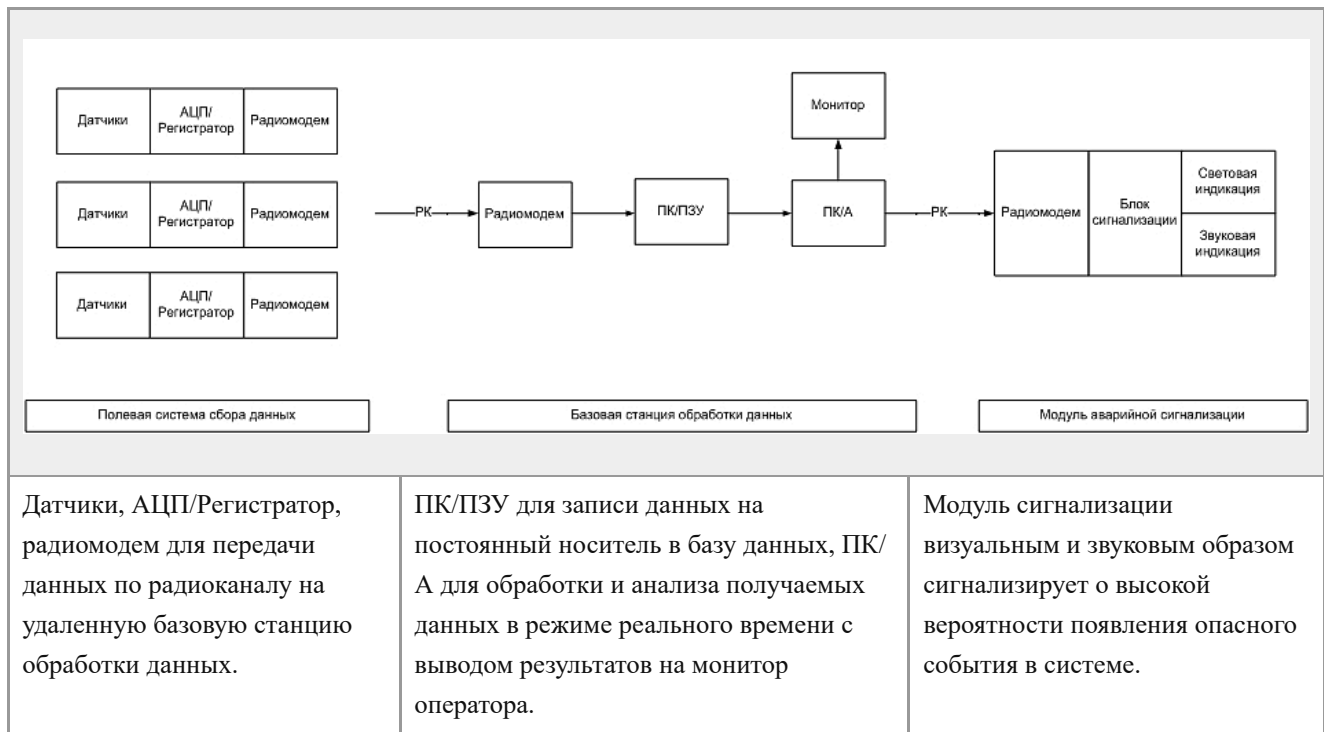 Монитор
Датчики
АЦП/
Регистратор
Радиомодем
Датчики
АЦП/
Регистратор
Радиомодем
Датчики
АЦП/
Регистратор
Радиомодем
РК
Радиомодем
ПК/ПЗУ
ПК/А
РК
Радиомодем
Блок
сигнализации
Световая
индикация
Звуковая
индикация
Полевая система сбора данных
Базовая станция обработки данных
Модуль аварийной сигнализации
Датчики, АЦП/Регистратор,
радиомодем для передачи
данных по радиоканалу на
удаленную базовую станцию
обработки данных.
ПК/ПЗУ для записи данных на
постоянный носитель в базу данных, ПК/
А для обработки и анализа получаемых
данных в режиме реального времени с
выводом результатов на монитор
оператора.
Модуль сигнализации
визуальным и звуковым образом
сигнализирует о высокой
вероятности появления опасного
события в системе.